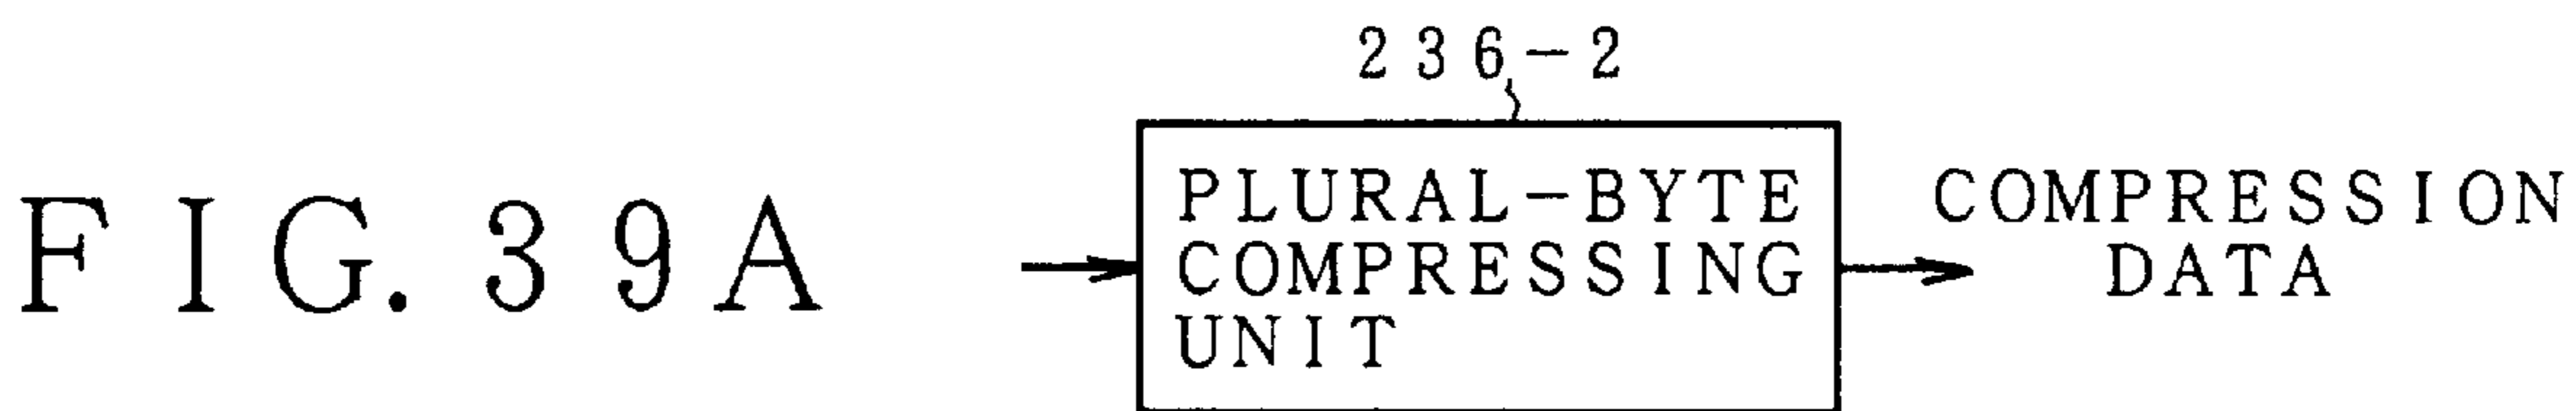 236-2
FIG. 39A
PLURAL-BYTE
COMPRESSING
UNIT
COMPRESSION
DATA